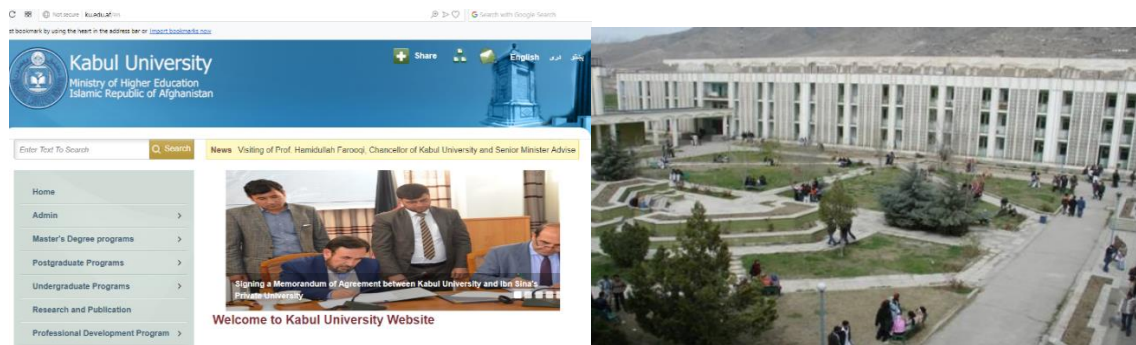 Not secure ku.edu.af/en
Search with Google Search
st bookmark by using the heart in the address bar or Import bookmarks now
Kabul University
Ministry of Higher Education
Islamic Republic of Afghanistan
Share
English دری پښتو
Enter Text To Search
Search
News Visiting of Prof. Hamidullah Farooqi, Chancellor of Kabul University and Senior Minister Advise
Home
Admin >
Master's Degree programs >
Postgraduate Programs >
Undergraduate Programs >
Research and Publication
Professional Development Program >
Signing a Memorandum of Agreement between Kabul University and Ibn Sina's
Private University
Welcome to Kabul University Website